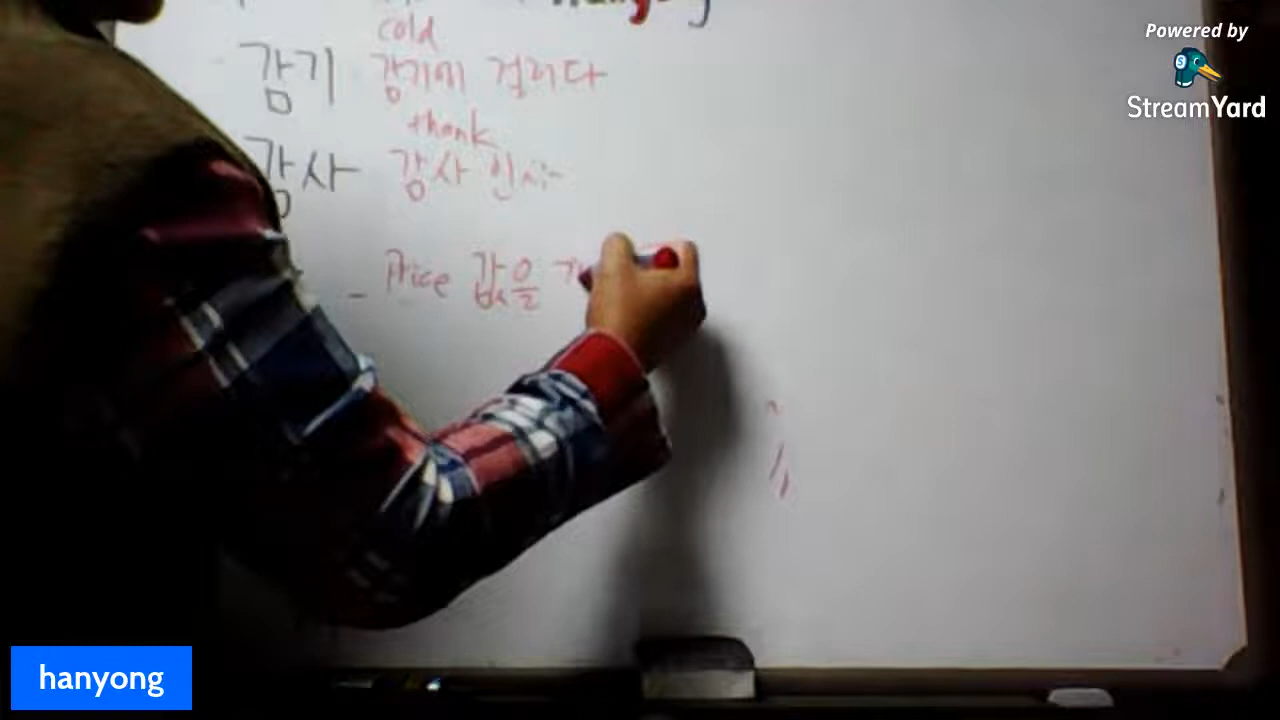 cold
감기 감기에 걸리다
thank
감사 감사 인사
Price 값을
Powered by
StreamYard
hanyong